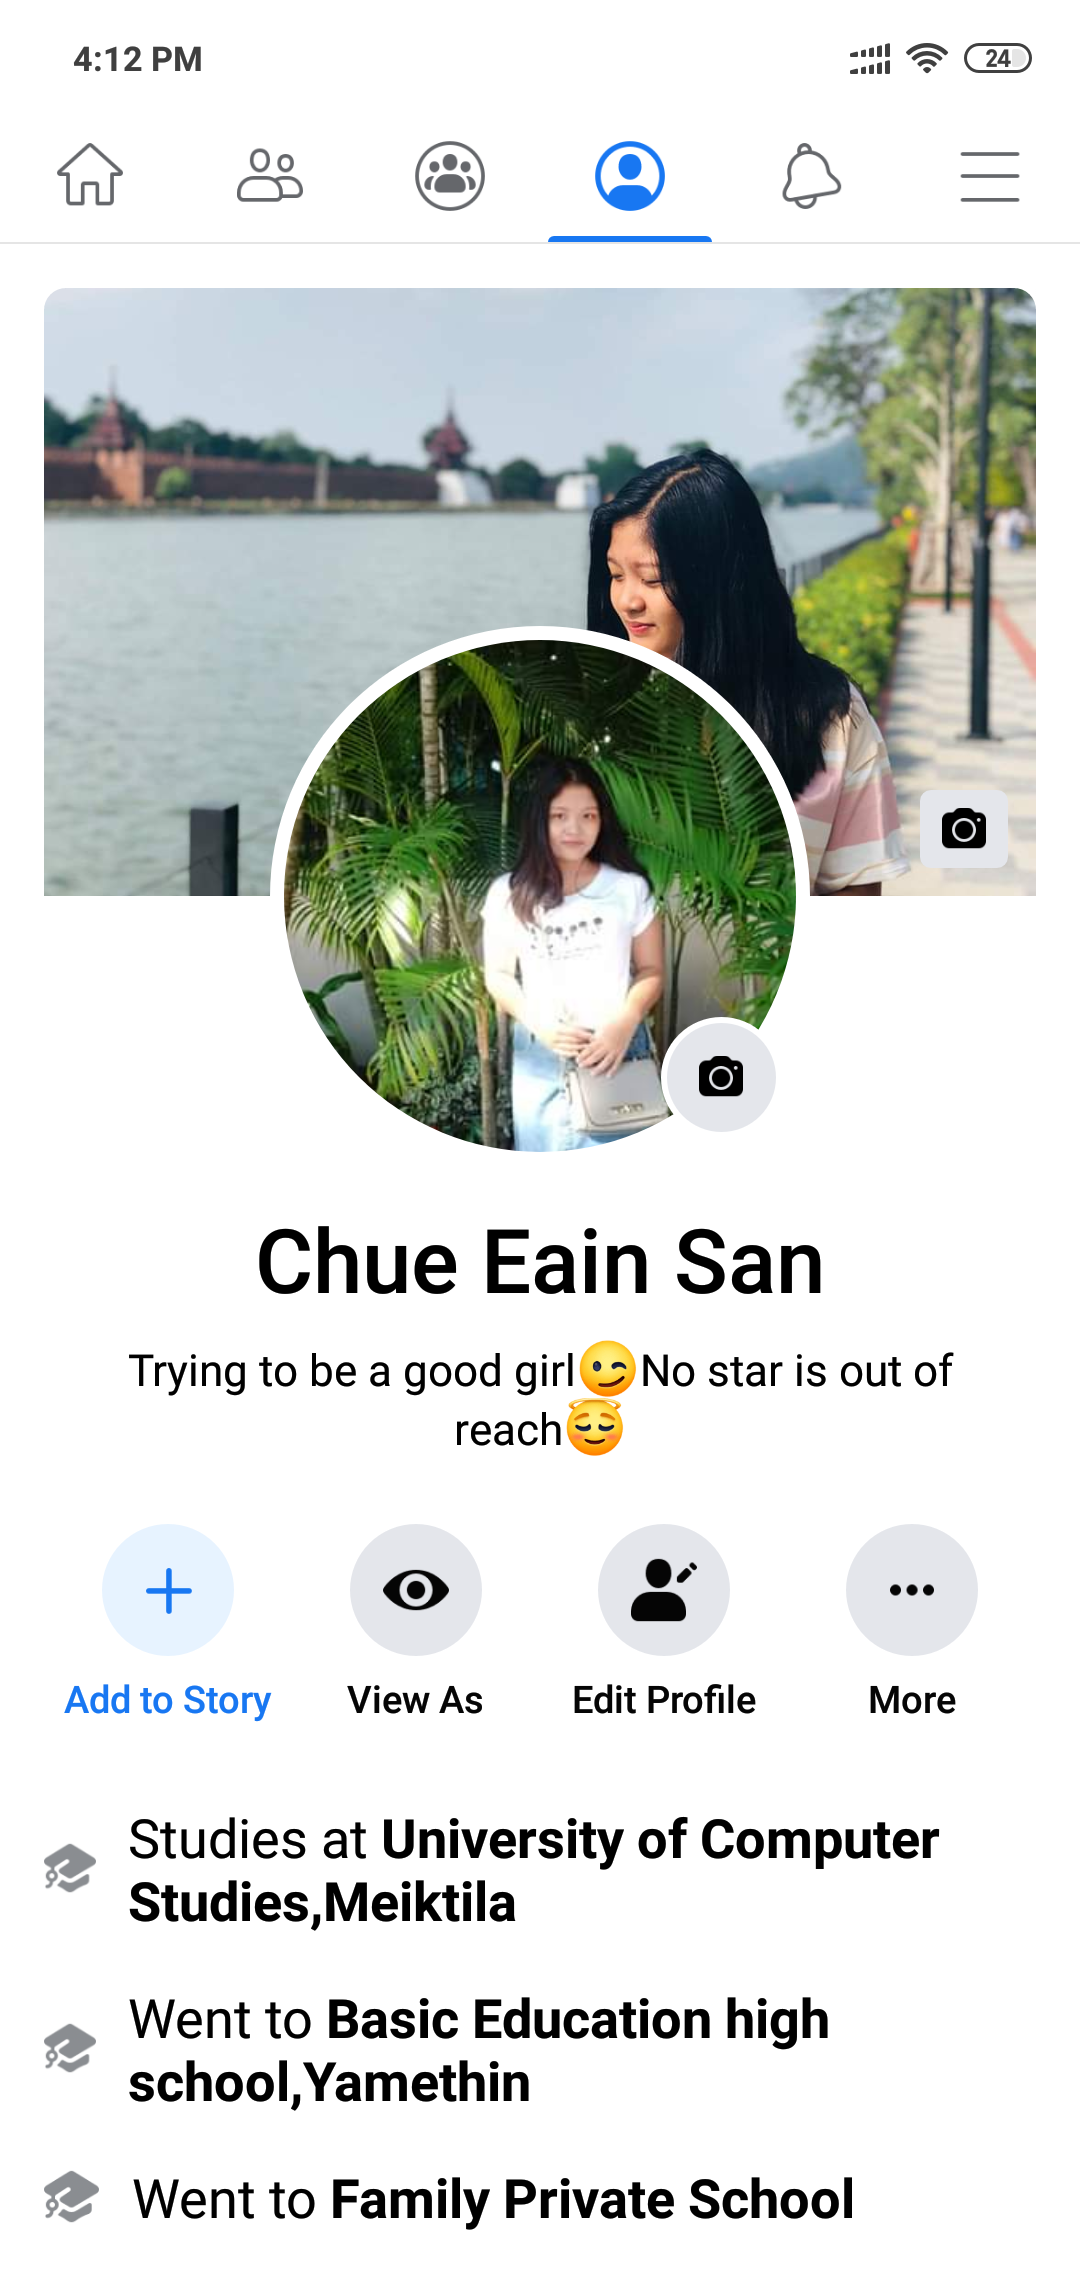 4:12 PM
24
Chue Eain San
Trying to be a good girl😉No star is out of
reach😇
Add to Story
View As
Edit Profile
More
Studies at University of Computer
Studies,Meiktila
Went to Basic Education high
school,Yamethin
Went to Family Private School